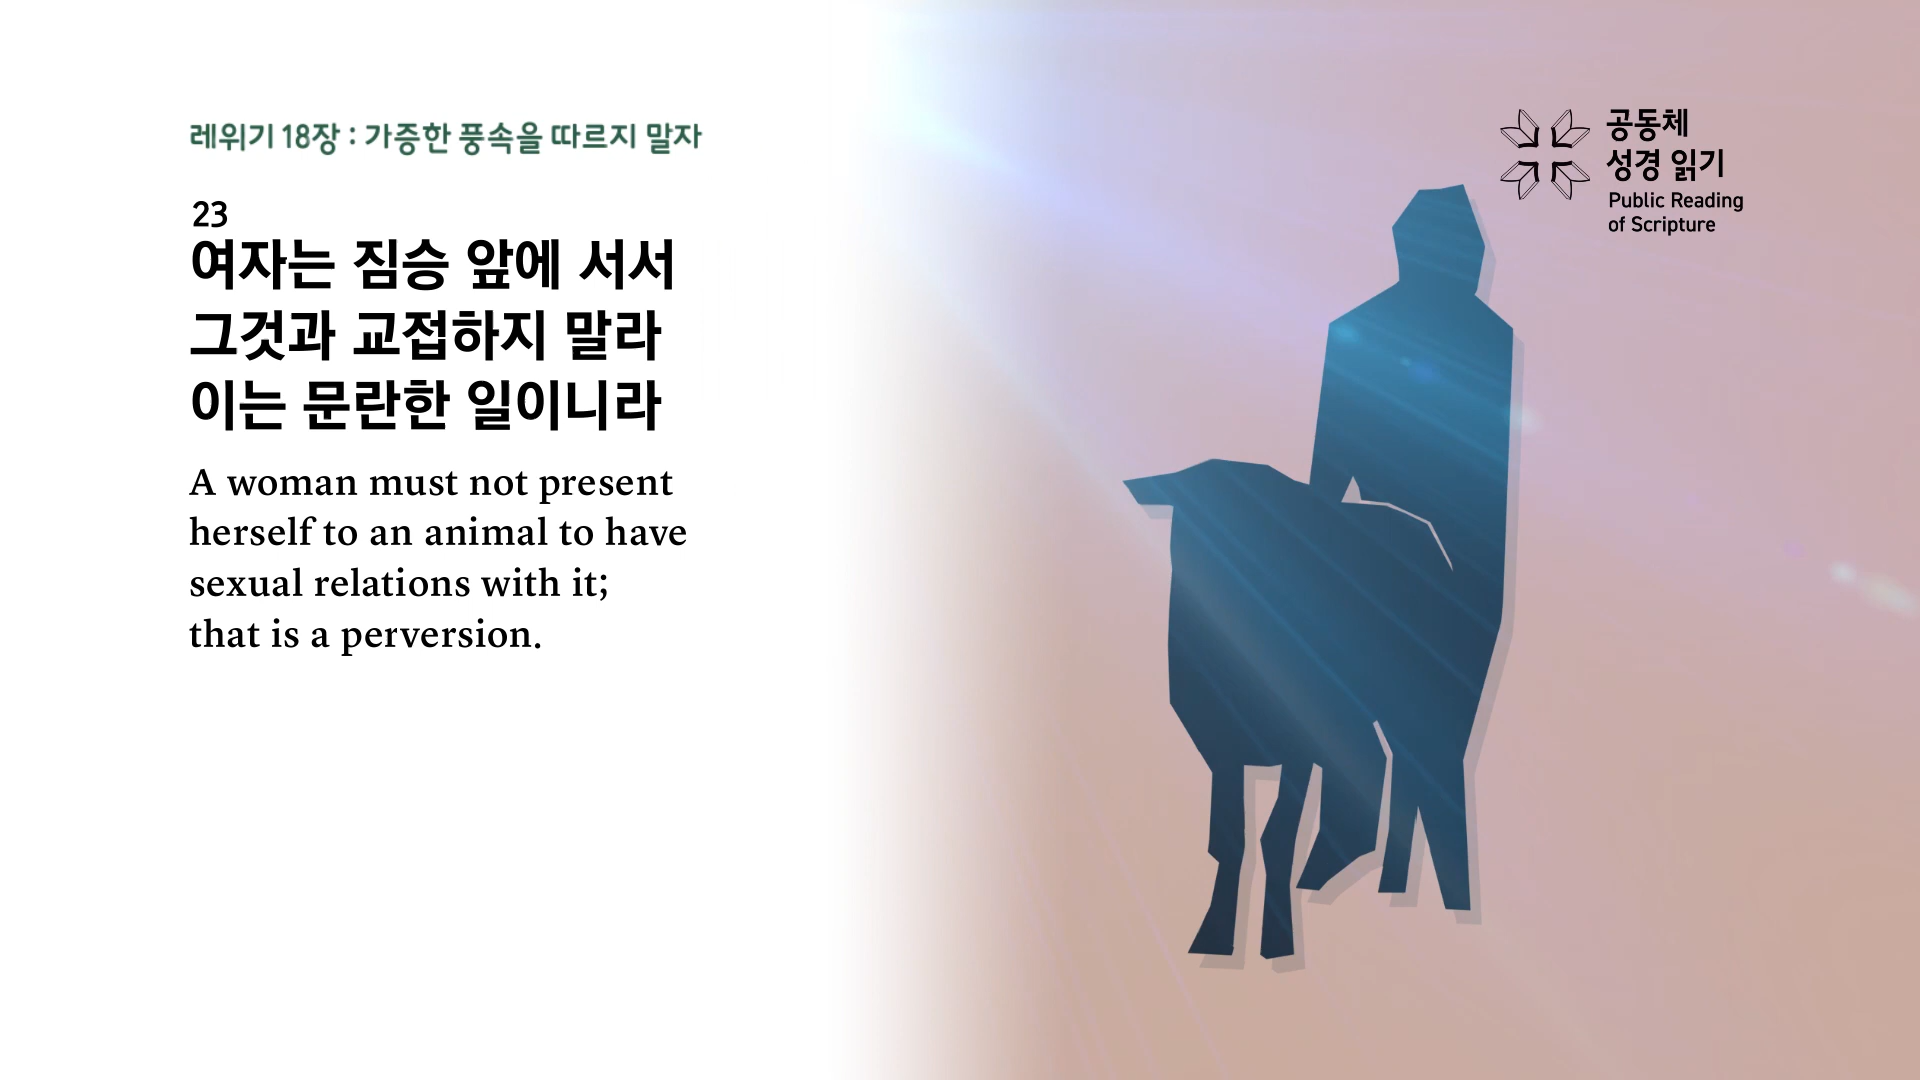 레위기 18장 : 가증한 풍속을 따르지 말자
23
여자는 짐승 앞에 서서
그것과 교접하지 말라
이는 문란한 일이니라
A woman must not present
herself to an animal to have
sexual relations with it;
that is a perversion.
공동체
성경 읽기
Public Reading
of Scripture